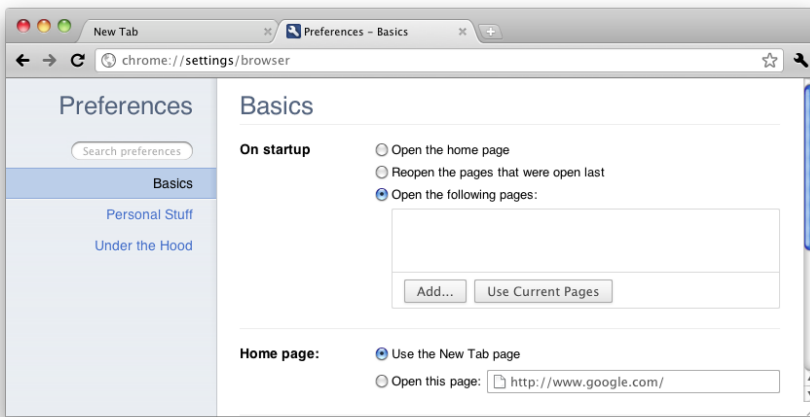 New Tab
Preferences – Basics
chrome://settings/browser
Preferences
Search preferences
Basics
Personal Stuff
Under the Hood
Basics
On startup
Open the home page
Reopen the pages that were open last
Open the following pages:
Add...
Use Current Pages
Home page:
Use the New Tab page
Open this page:
http://www.google.com/